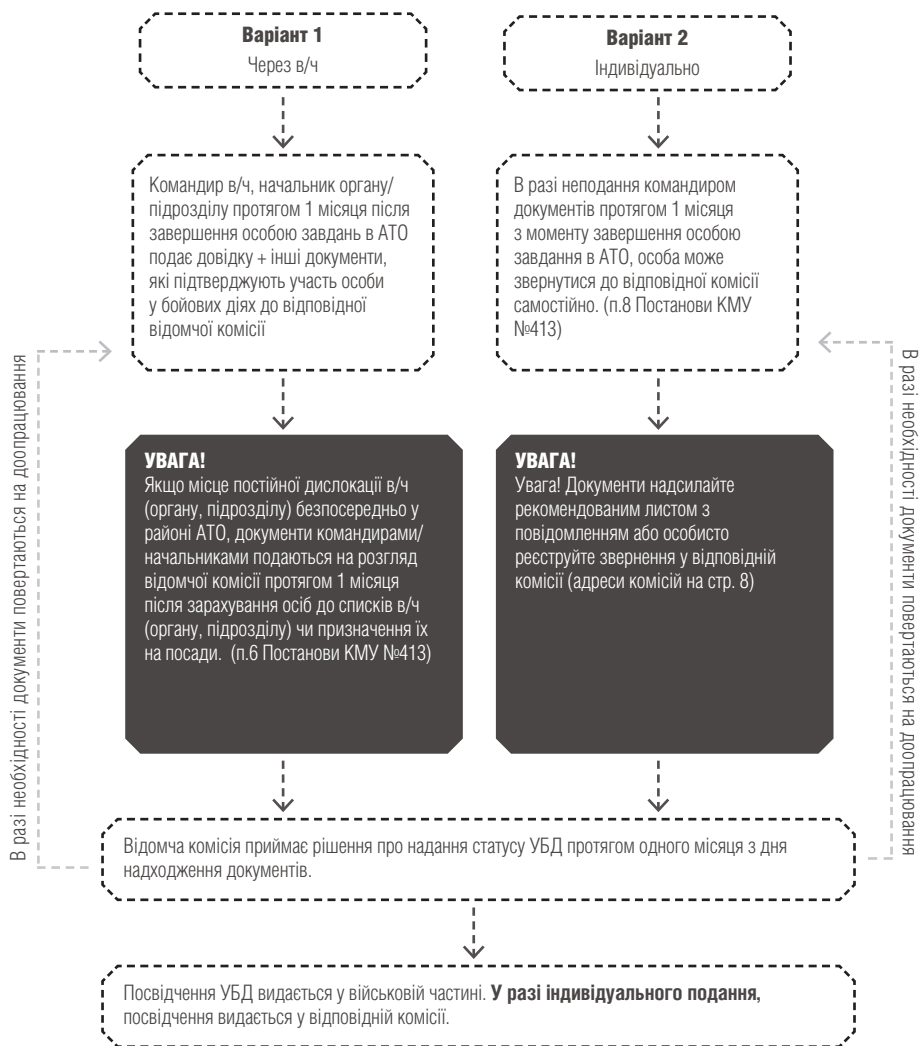 Варіант 1
Через в/ч
Варіант 2
Індивідуально
Командир в/ч, начальник органу/
підрозділу протягом 1 місяця після
завершення особою завдань в АТО
подає довідку + інші документи,
які підтверджують участь особи
у бойових діях до відповідної
відомчої комісії
В разі неподання командиром
документів протягом 1 місяця
з моменту завершення особою
завдання в АТО, особа може
звернутися до відповідної комісії
самостійно. (п.8 Постанови КМУ
№413)
УВАГА!
Якщо місце постійної дислокації в/ч
(органу, підрозділу) безпосередньо у
районі АТО, документи командирами/
начальниками подаються на розгляд
відомчої комісії протягом 1 місяця
після зарахування осіб до списків в/ч
(органу, підрозділу) чи призначення їх
на посади. (п.6 Постанови КМУ №413)
УВАГА!
Увага! Документи надсилайте
рекомендованим листом з
повідомленням або особисто
реєструйте звернення у відповідній
комісії (адреси комісій на стр. 8)
В разі необхідності документи повертаються на доопрацювання
В разі необхідності документи повертаються на доопрацювання
Відомча комісія приймає рішення про надання статусу УБД протягом одного місяця з дня
надходження документів.
Посвідчення УБД видається у військовій частині. У разі індивідуального подання,
посвідчення видається у відповідній комісії.